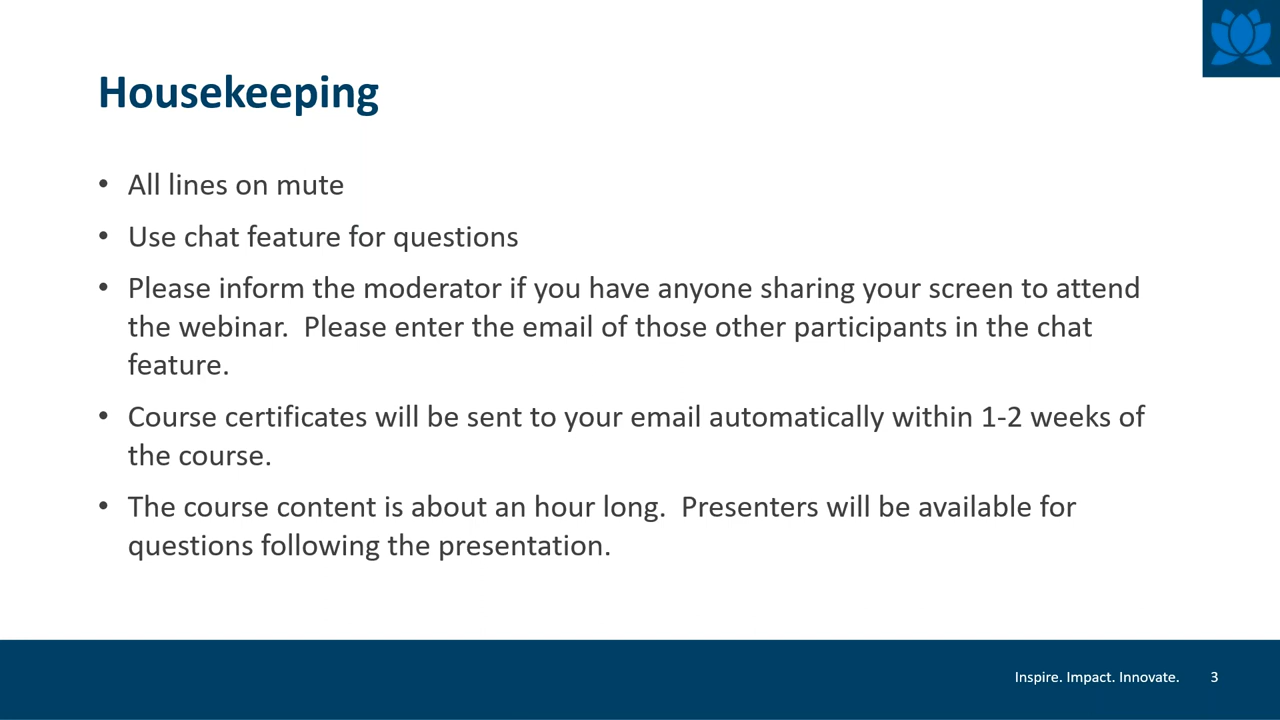 Housekeeping
• All lines on mute
• Use chat feature for questions
• Please inform the moderator if you have anyone sharing your screen to attend
the webinar.  Please enter the email of those other participants in the chat
feature.
• Course certificates will be sent to your email automatically within 1-2 weeks of
the course.
• The course content is about an hour long.  Presenters will be available for
questions following the presentation.
Inspire. Impact. Innovate. 3